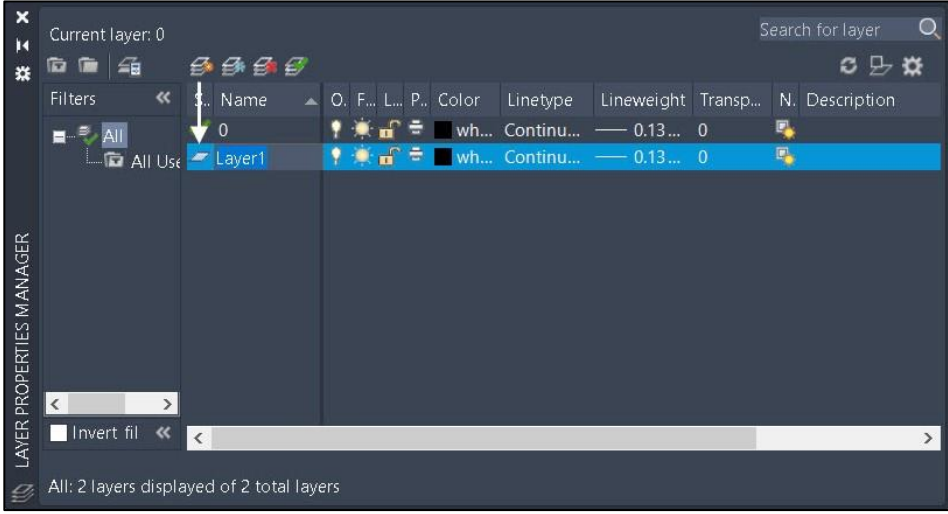 Current layer: 0
Search for layer
Filters S.. Name O. F... L... P.. Color Linetype Lineweight Transp... N. Description
All 0 wh... Continu... 0.13... 0
All Use Layer1 wh... Continu... 0.13... 0
Invert fil
All: 2 layers displayed of 2 total layers
LAYER PROPERTIES MANAGER